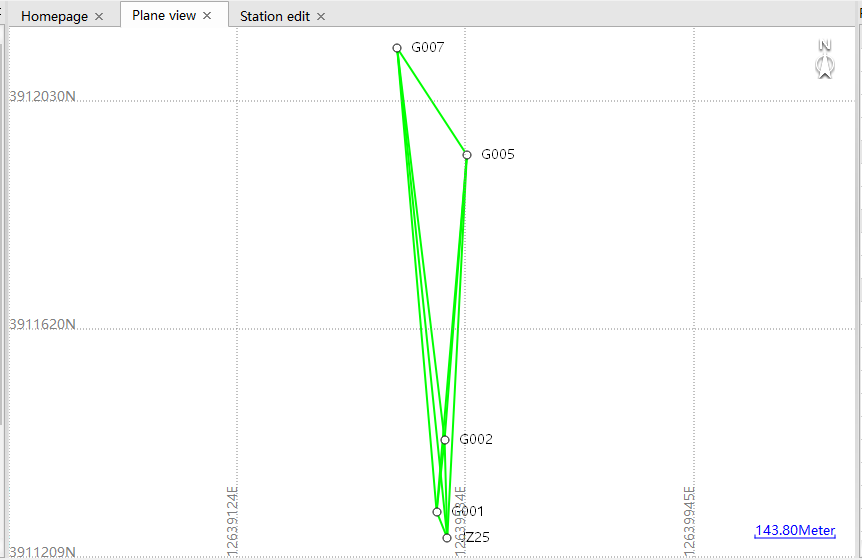 Homepage
Plane view
Station edit
N
G007
3912030N
G005
3911620N
G002
G001
Z25
12639124E
12639945E
143.80Meter
3911209N